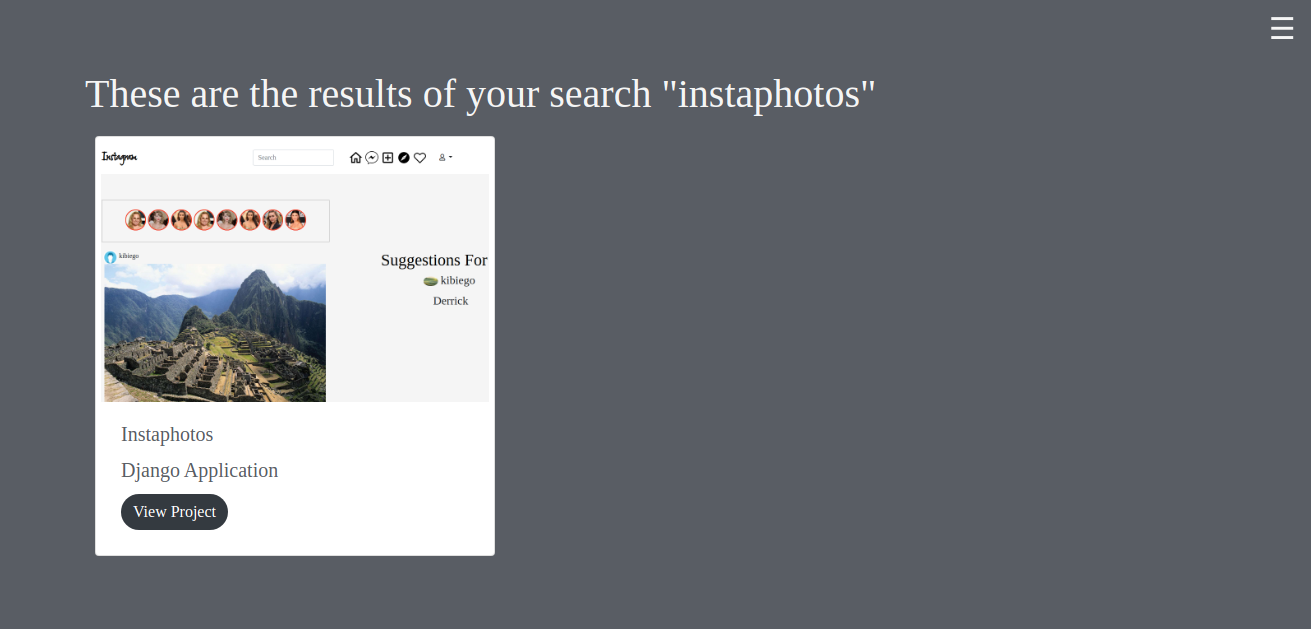 These are the results of your search "instaphotos"
Instagram
Search
kibiego
Suggestions For
kibiego
Derrick
Instaphotos
Django Application
View Project